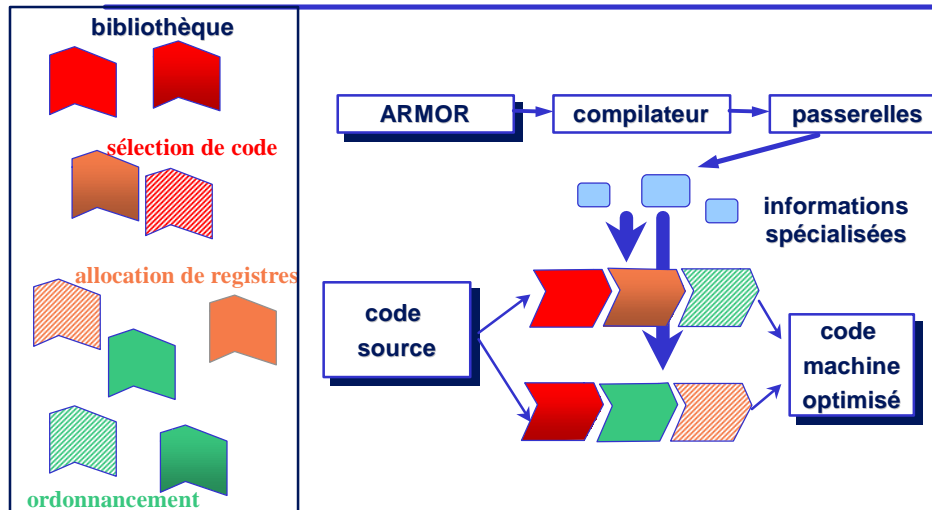 bibliothèque
sélection de code
allocation de registres
ordonnancement
ARMOR
compilateur
passerelles
informations
spécialisées
code
source
code
machine
optimisé